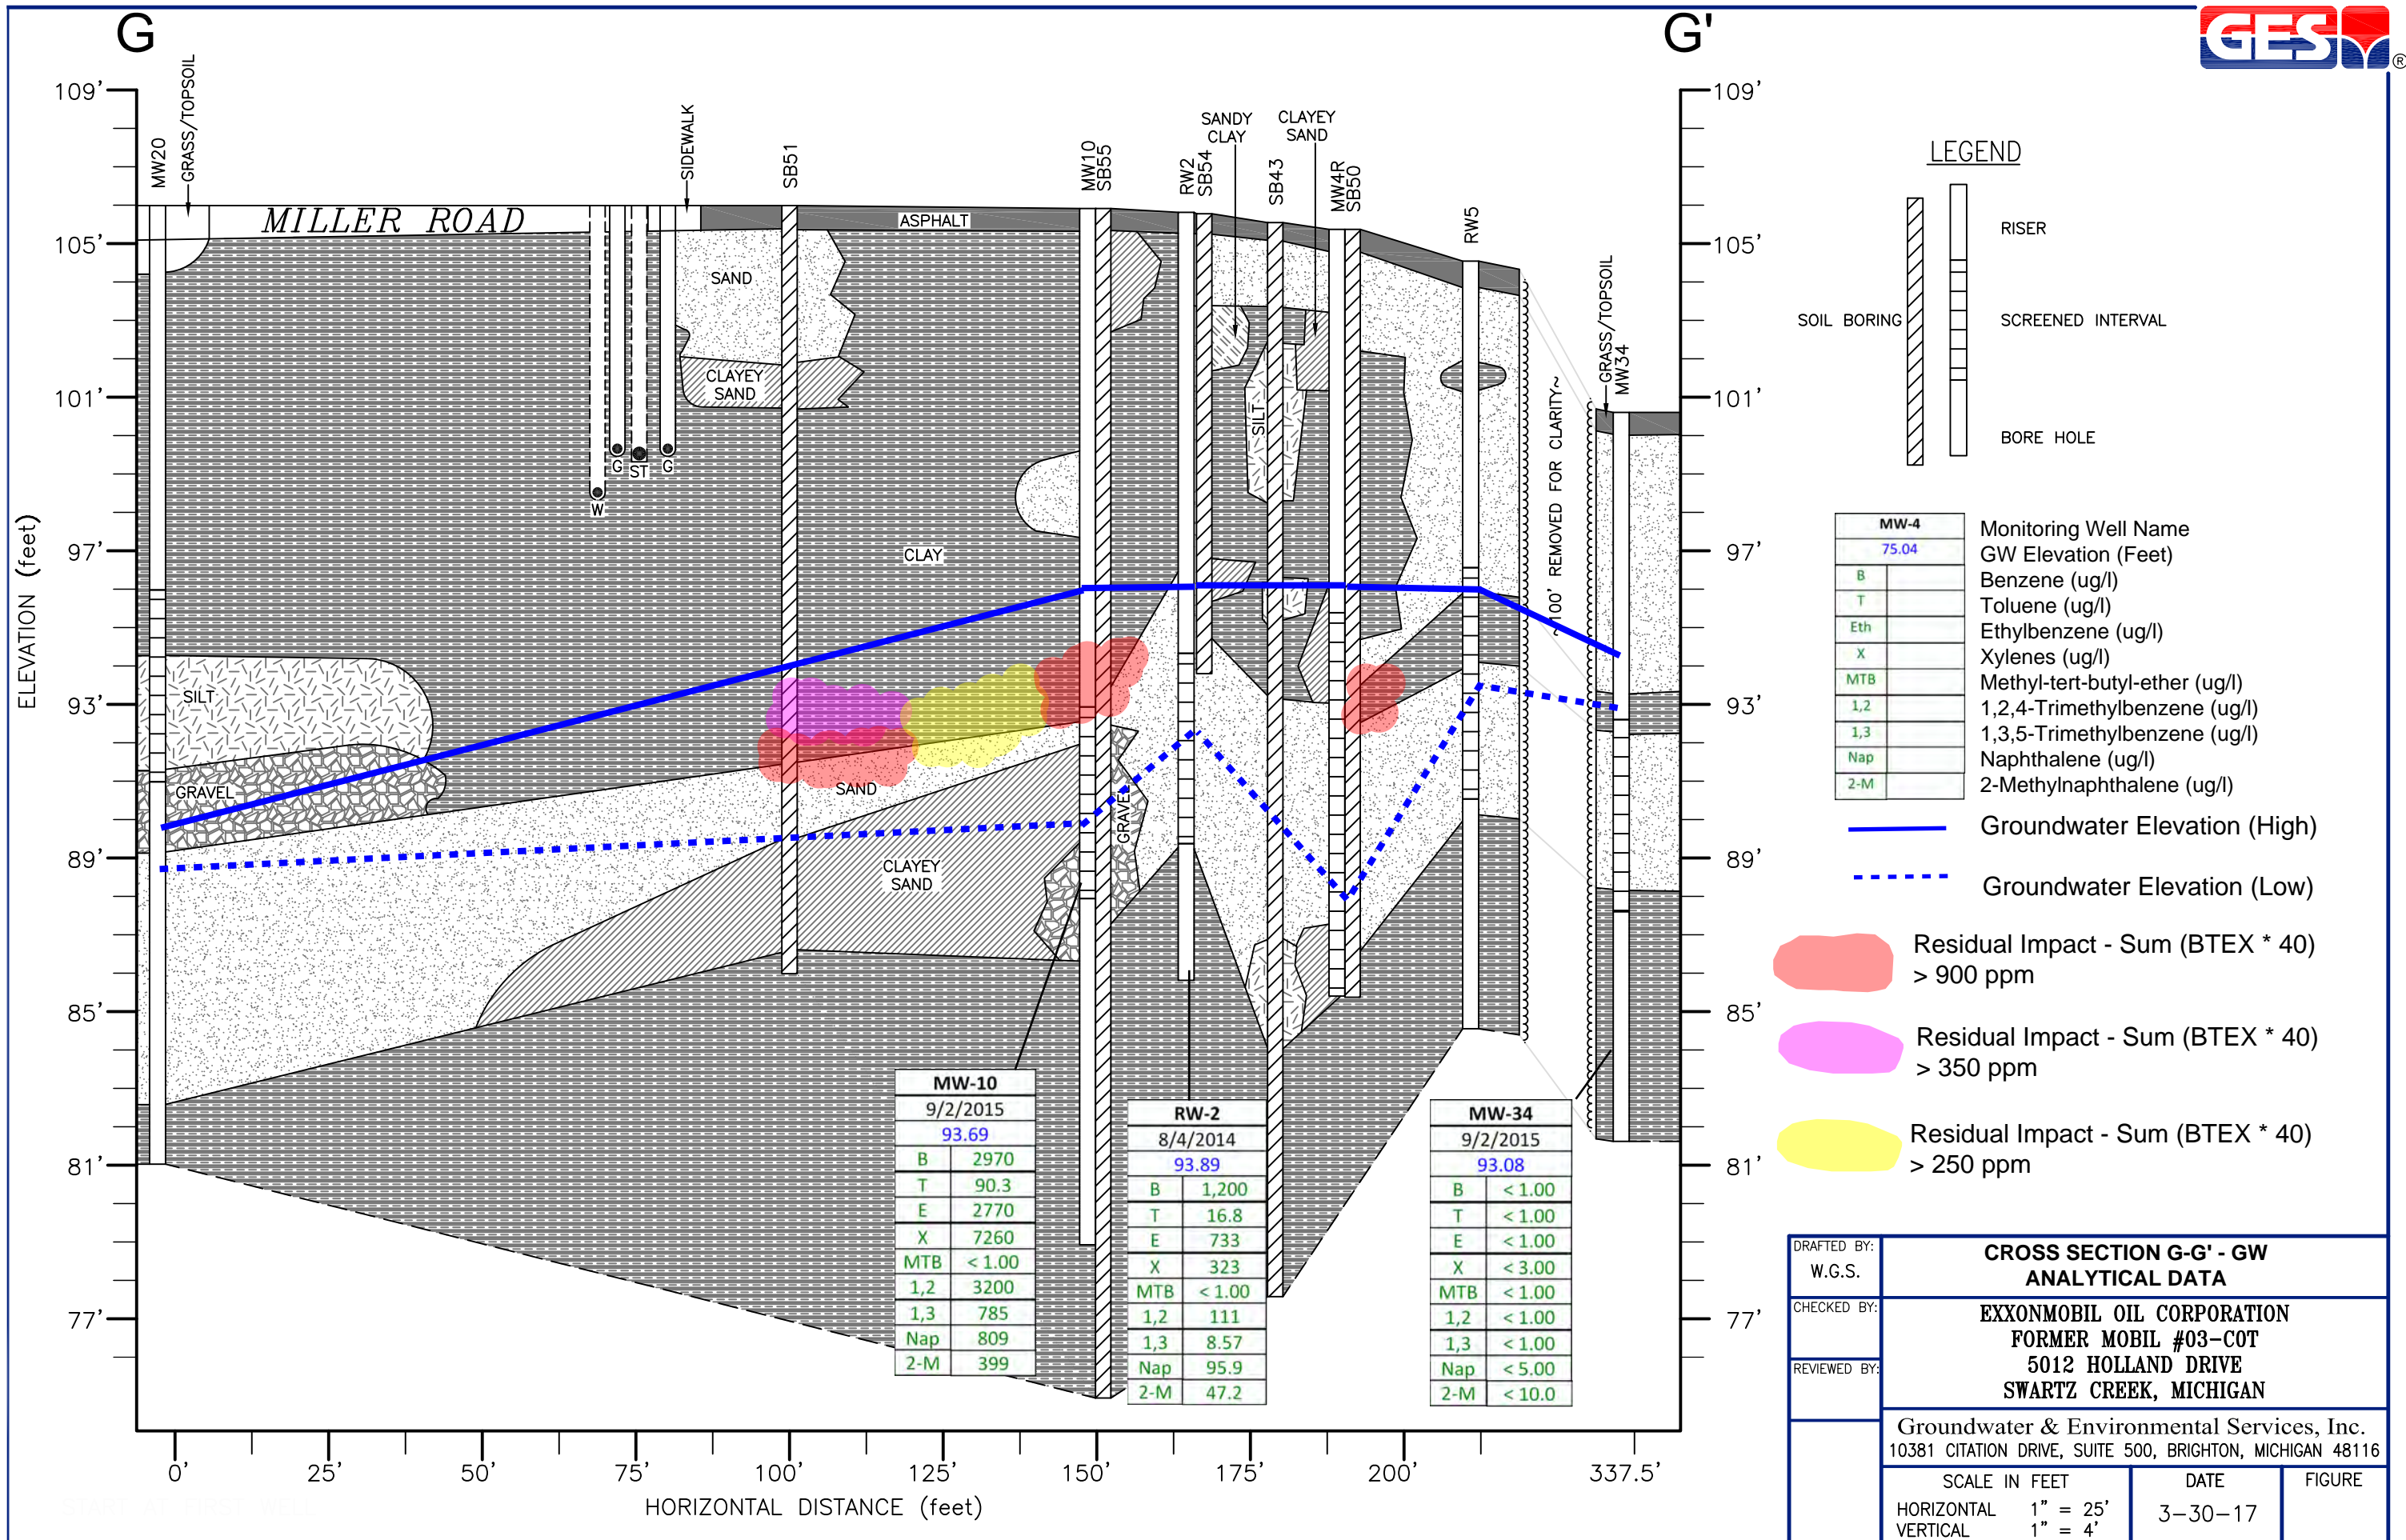 G
G'
GES ®
109'
105'
101'
97'
93'
89'
85'
81'
77'
ELEVATION (feet)
109'
105'
101'
97'
93'
89'
85'
81'
77'
MW20
GRASS/TOPSOIL
SIDEWALK
SB51
MW10
SB55
RW2
SB54
SANDY
CLAY
SB43
CLAYEY
SAND
MW4R
SB50
RW5
GRASS/TOPSOIL
MW34
MILLER ROAD
ASPHALT
SAND
CLAYEY
SAND
G
ST
G
W
SILT
CLAY
~100' REMOVED FOR CLARITY~
SILT
GRAVEL
SAND
GRAVEL
CLAYEY
SAND
MW-10
9/2/2015
93.69
B 2970
T 90.3
E 2770
X 7260
MTB < 1.00
1,2 3200
1,3 785
Nap 809
2-M 399
RW-2
8/4/2014
93.89
B 1,200
T 16.8
E 733
X 323
MTB < 1.00
1,2 111
1,3 8.57
Nap 95.9
2-M 47.2
MW-34
9/2/2015
93.08
B < 1.00
T < 1.00
E < 1.00
X < 3.00
MTB < 1.00
1,2 < 1.00
1,3 < 1.00
Nap < 5.00
2-M < 10.0
0' 25' 50' 75' 100' 125' 150' 175' 200' 337.5'
HORIZONTAL DISTANCE (feet)
LEGEND
RISER
SOIL BORING
SCREENED INTERVAL
BORE HOLE
MW-4 Monitoring Well Name
75.04 GW Elevation (Feet)
B Benzene (ug/l)
T Toluene (ug/l)
Eth Ethylbenzene (ug/l)
X Xylenes (ug/l)
MTB Methyl-tert-butyl-ether (ug/l)
1,2 1,2,4-Trimethylbenzene (ug/l)
1,3 1,3,5-Trimethylbenzene (ug/l)
Nap Naphthalene (ug/l)
2-M 2-Methylnaphthalene (ug/l)
Groundwater Elevation (High)
Groundwater Elevation (Low)
Residual Impact - Sum (BTEX * 40)
> 900 ppm
Residual Impact - Sum (BTEX * 40)
> 350 ppm
Residual Impact - Sum (BTEX * 40)
> 250 ppm
DRAFTED BY:
W.G.S.
CHECKED BY:
REVIEWED BY:
CROSS SECTION G-G' - GW
ANALYTICAL DATA
EXXONMOBIL OIL CORPORATION
FORMER MOBIL #03-C0T
5012 HOLLAND DRIVE
SWARTZ CREEK, MICHIGAN
Groundwater & Environmental Services, Inc.
10381 CITATION DRIVE, SUITE 500, BRIGHTON, MICHIGAN 48116
SCALE IN FEET
HORIZONTAL 1" = 25'
VERTICAL 1" = 4'
DATE
3-30-17
FIGURE